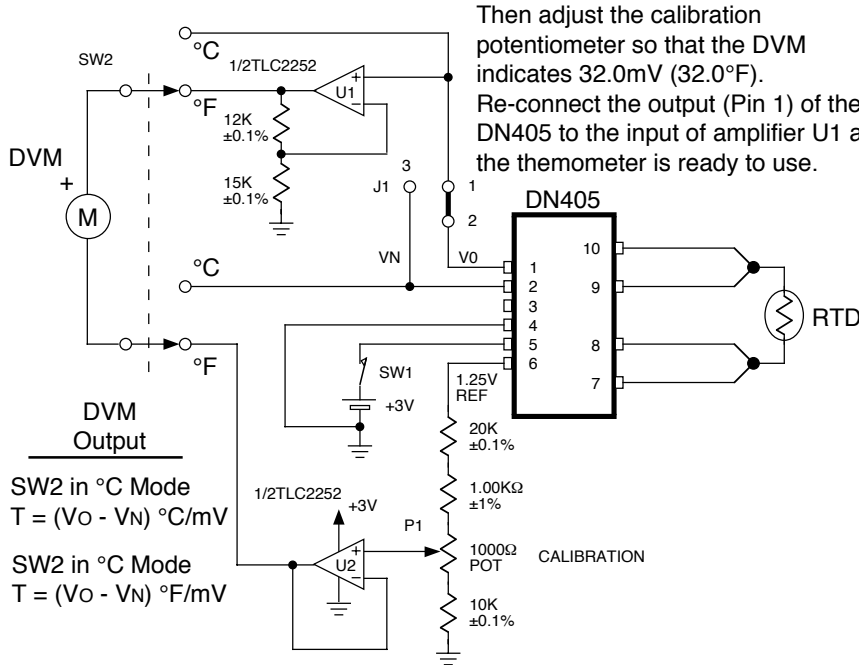 Then adjust the calibration
potentiometer so that the DVM
indicates 32.0mV (32.0°F).
Re-connect the output (Pin 1) of the
DN405 to the input of amplifier U1 a
the themometer is ready to use.
°C
SW2
1/2TLC2252
+
U1
−
°F
12K
±0.1%
DVM
+
M
15K
±0.1%
3
J1
1
2
DN405
VN
V0
°C
1
2
3
4
5
6
10
9
8
7
RTD
°F
SW1
+3V
1.25V
REF
20K
±0.1%
DVM
Output
SW2 in °C Mode
T = (VO - VN) °C/mV
SW2 in °C Mode
T = (VO - VN) °F/mV
1/2TLC2252
+3V
+
U2
−
P1
1.00KΩ
±1%
1000Ω
POT
CALIBRATION
10K
±0.1%